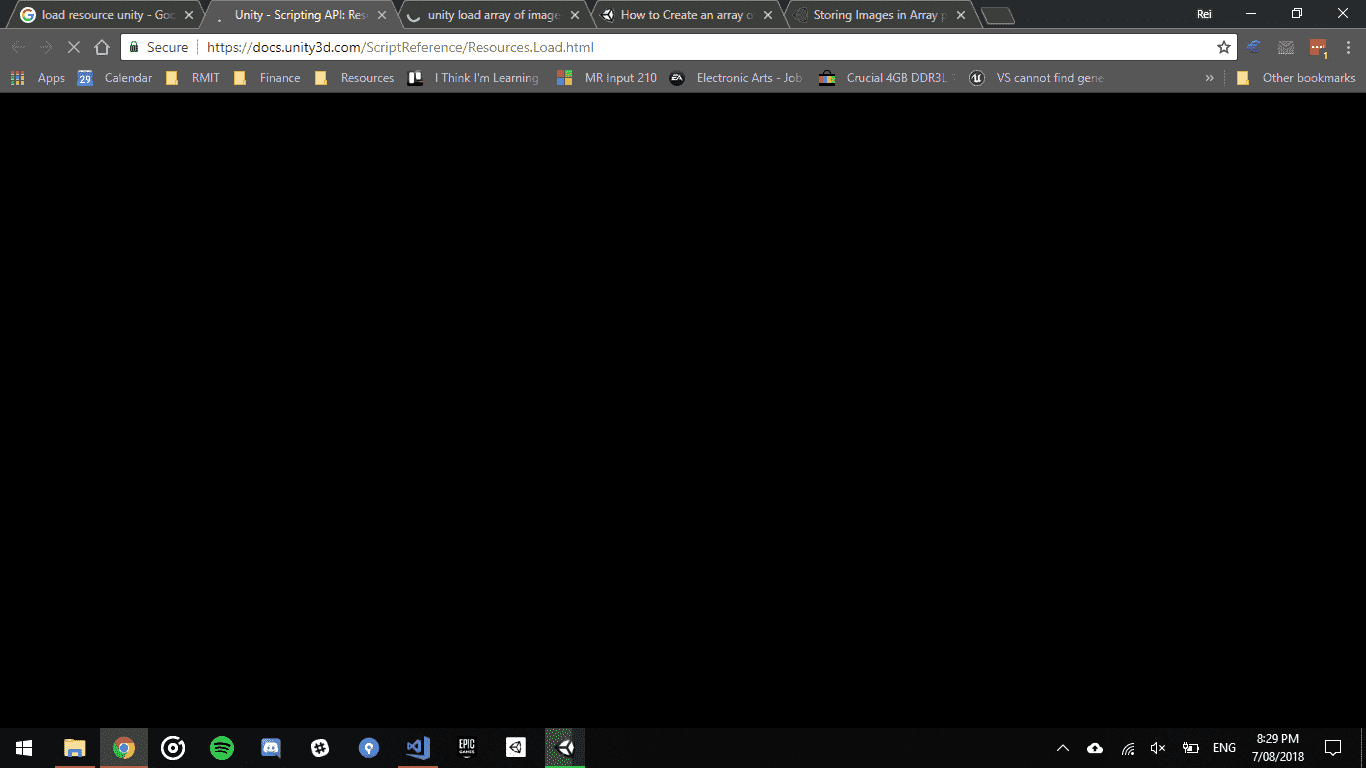 load resource unity - Goo
Unity - Scripting API: Res
unity load array of image
How to Create an array o
Storing Images in Array p
Rei
Secure
https://docs.unity3d.com/ScriptReference/Resources.Load.html
1
Apps
29
Calendar
RMIT
Finance
Resources
I Think I'm Learning
MR Input 210
EA
Electronic Arts - Job
Crucial 4GB DDR3L
VS cannot find gene
»
Other bookmarks
EPIC
GAMES
ENG
8:29 PM
7/08/2018